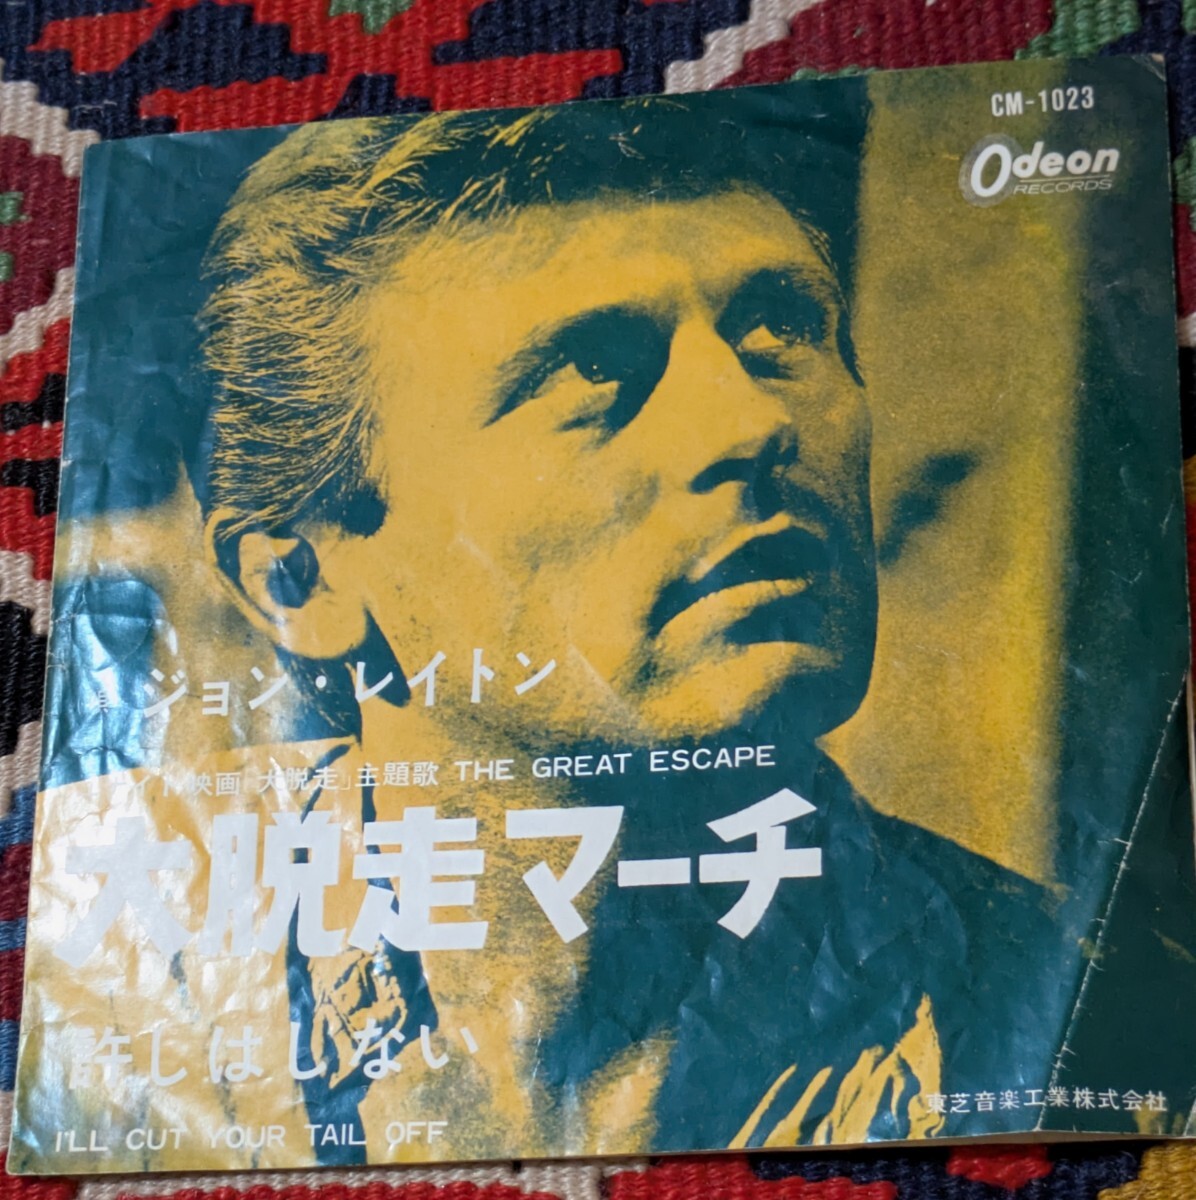 CM-1023
Odeon
RECORDS
ジョン・レイトン
映画「大脱走」主題歌 THE GREAT ESCAPE
大脱走マーチ
許しはしない
I'LL CUT YOUR TAIL OFF
東芝音楽工業株式会社